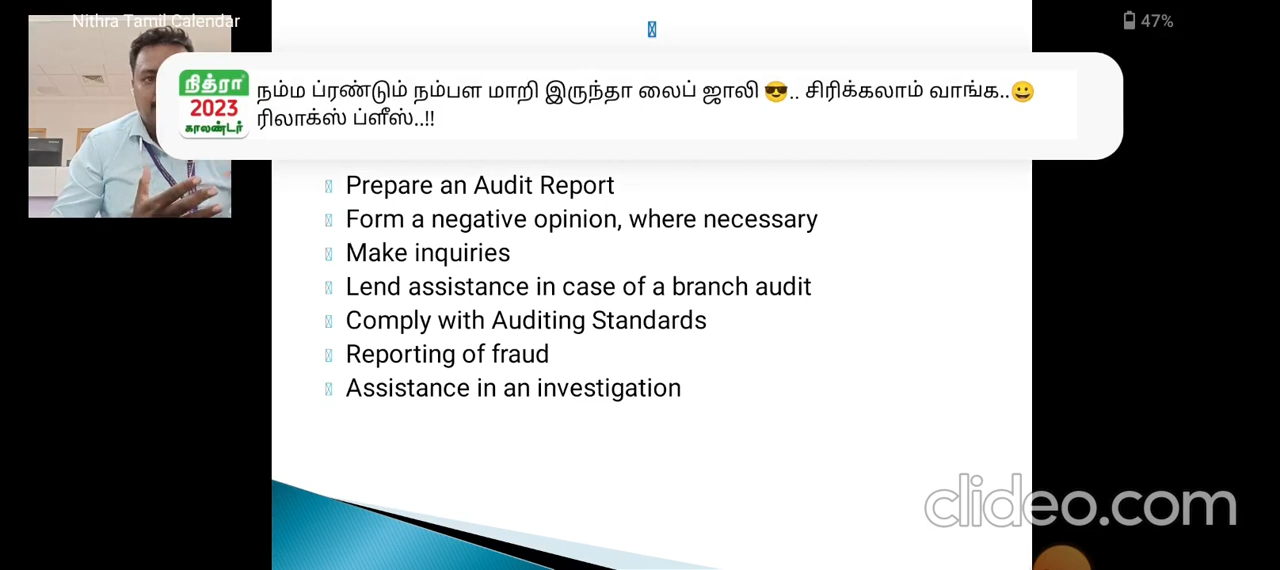 Nithra Tamil Calendar
47%
நித்ரா
2023
காலண்டர்
நம்ம ப்ரண்டும் நம்பள மாறி இருந்தா லைப் ஜாலி 😎.. சிரிக்கலாம் வாங்க..😀
ரிலாக்ஸ் ப்ளீஸ்..!!
Prepare an Audit Report
Form a negative opinion, where necessary
Make inquiries
Lend assistance in case of a branch audit
Comply with Auditing Standards
Reporting of fraud
Assistance in an investigation
clideo.com